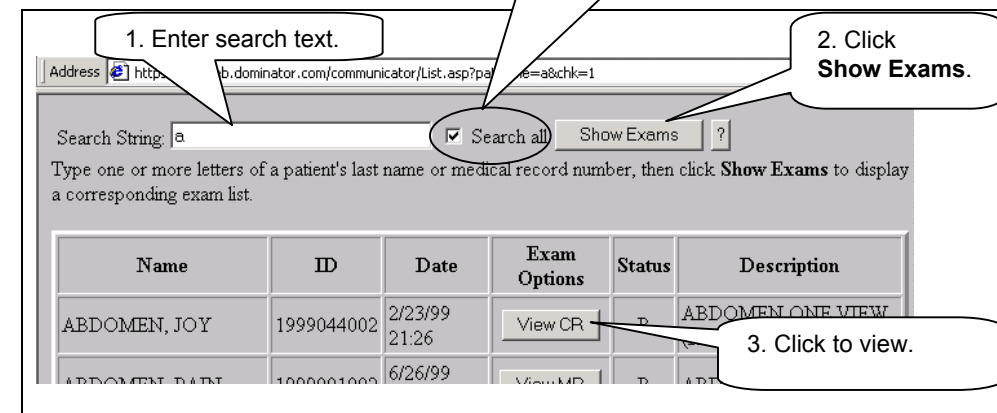 1. Enter search text.
2. Click
Show Exams.
Address http b.dominator.com/communicator/List.asp?pa e=a&chk=1
Search String: a Search all Show Exams ?
Type one or more letters of a patient's last name or medical record number, then click Show Exams to display
a corresponding exam list.
Name ID Date Exam Options Status Description
ABDOMEN, JOY 1999044002 2/23/99 21:26 View CR ABDOMEN ONE VIEW
3. Click to view.
6/26/99 View MR